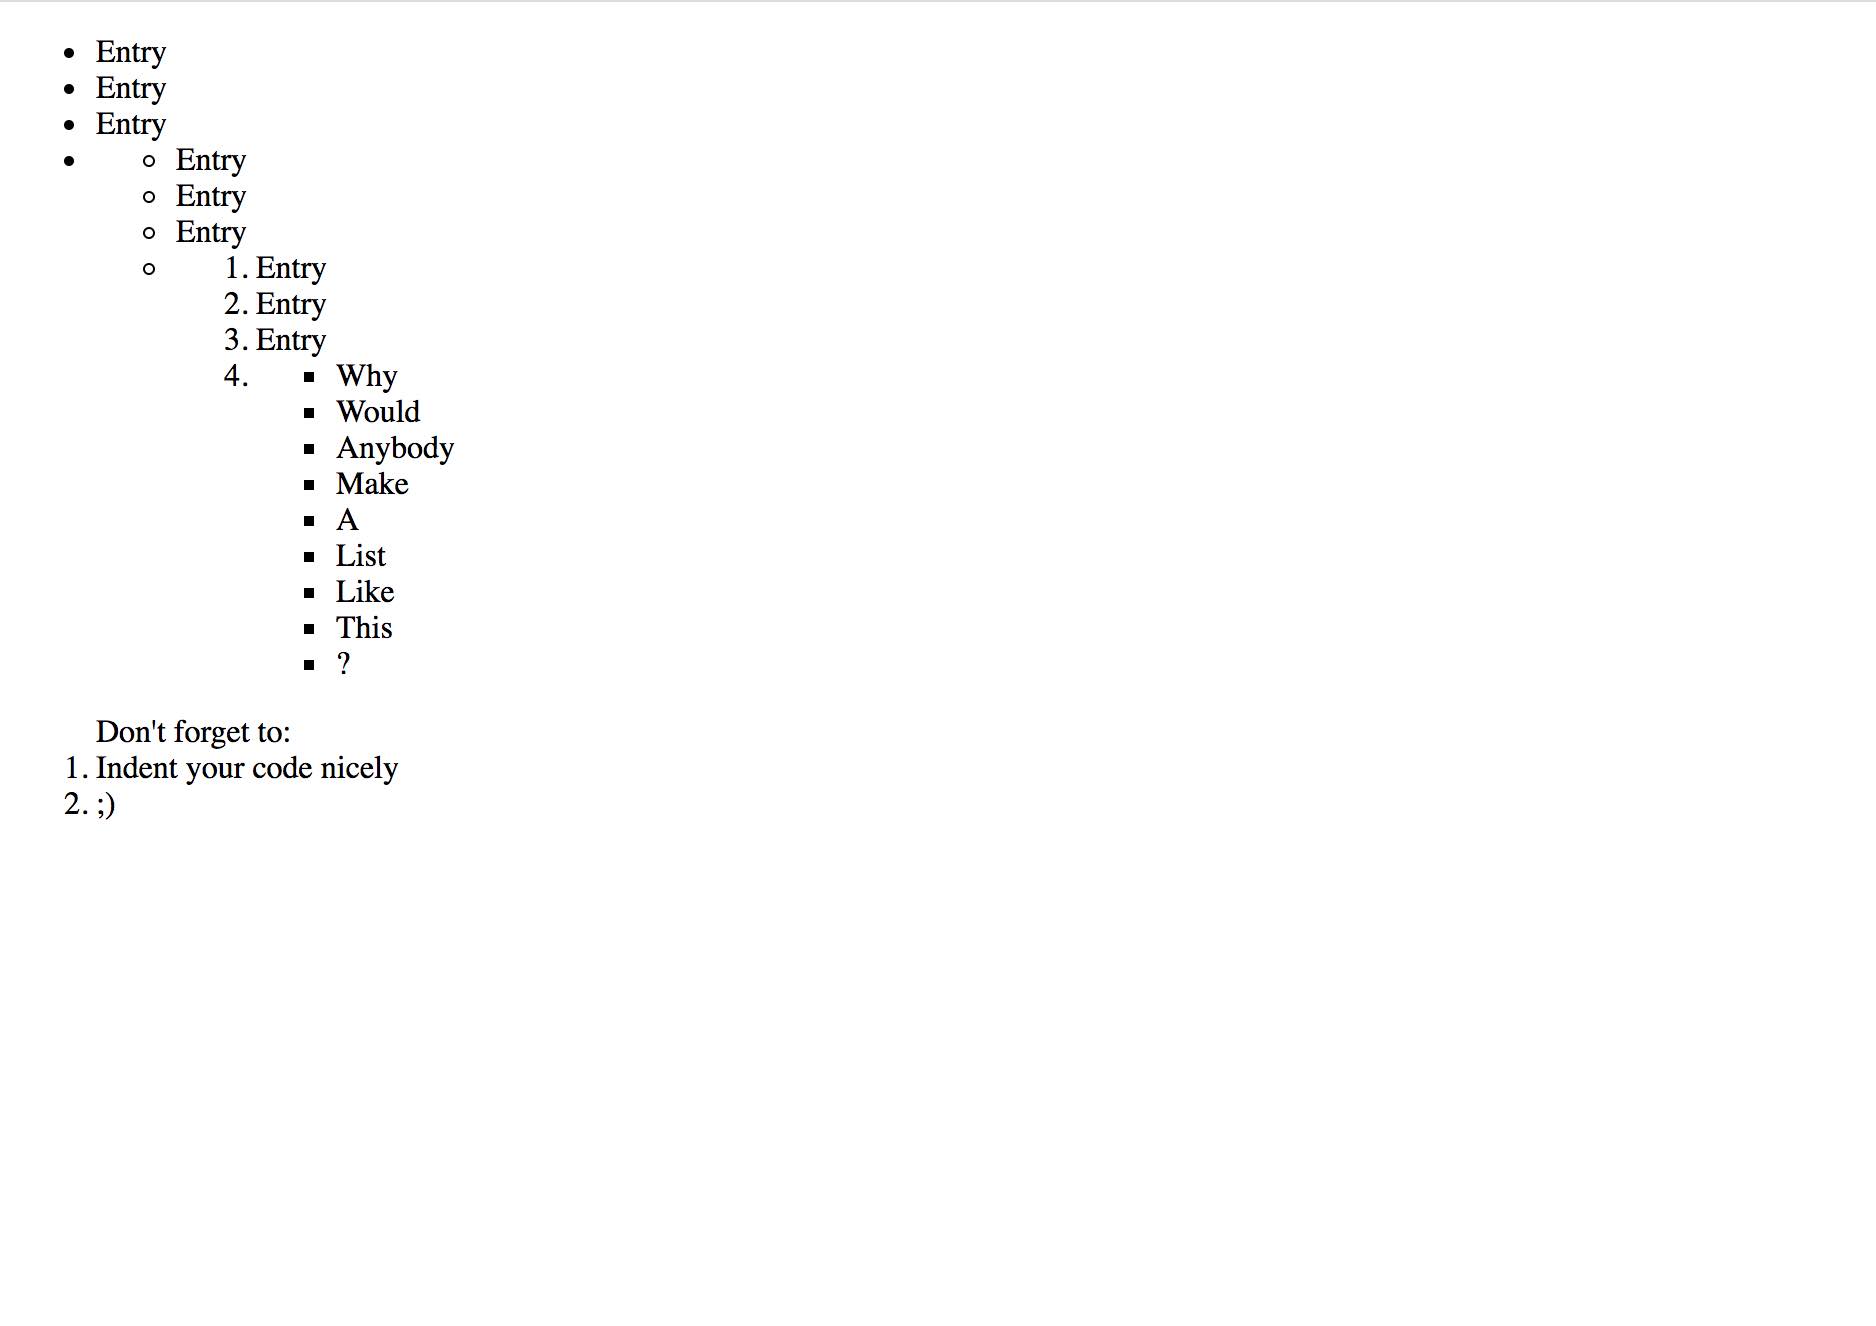 • Entry
• Entry
• Entry
• ◦ Entry
◦ Entry
◦ Entry
◦ 1. Entry
2. Entry
3. Entry
4. ▪ Why
▪ Would
▪ Anybody
▪ Make
▪ A
▪ List
▪ Like
▪ This
▪ ?
Don't forget to:
1. Indent your code nicely
2. ;)